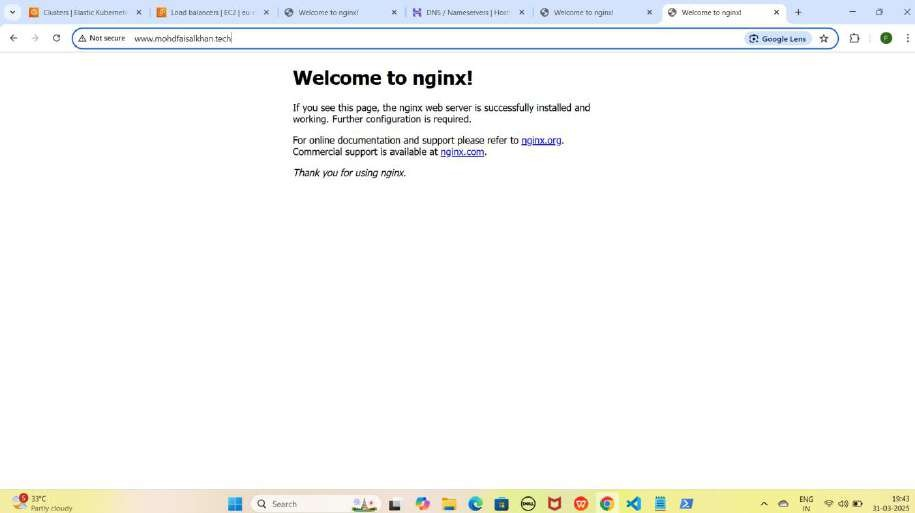 Clusters | Elastic Kubernet
Load balancers | EC2 | eu-
Welcome to nginx!
DNS / Nameservers | Host
Welcome to nginx!
Welcome to nginx!
Not secure
www.mohdfaisalkhan.tech
Google Lens
F
Welcome to nginx!
If you see this page, the nginx web server is successfully installed and
working. Further configuration is required.
For online documentation and support please refer to nginx.org.
Commercial support is available at nginx.com.
Thank you for using nginx.
5
33°C
Partly cloudy
Search
DELL
ENG
IN
19:43
31-03-2025